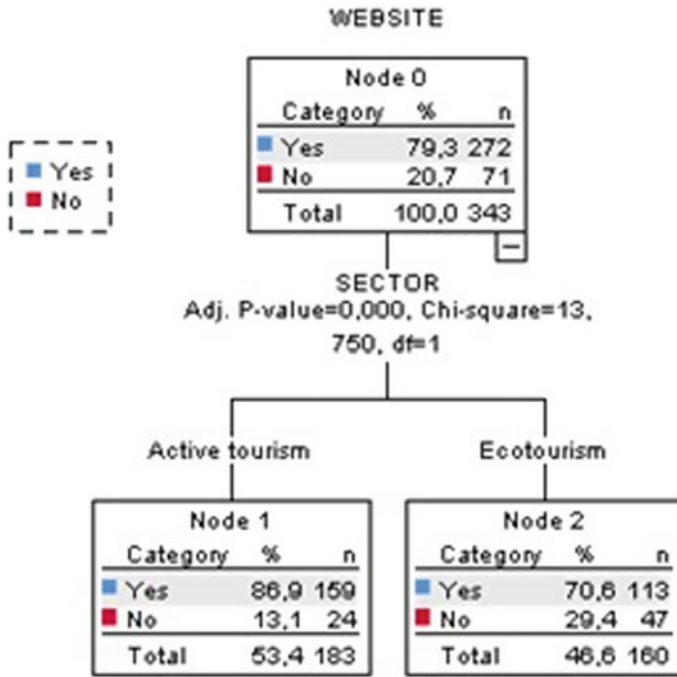 WEBSITE
Node 0
Category % n
Yes 79,3 272
No 20,7 71
Total 100,0 343
Yes
No
SECTOR
Adj. P-value=0,000, Chi-square=13,
750, df=1
Active tourism
Ecotourism
Node 1
Category % n
Yes 86,9 159
No 13,1 24
Total 53,4 183
Node 2
Category % n
Yes 70,6 113
No 29,4 47
Total 46,6 160